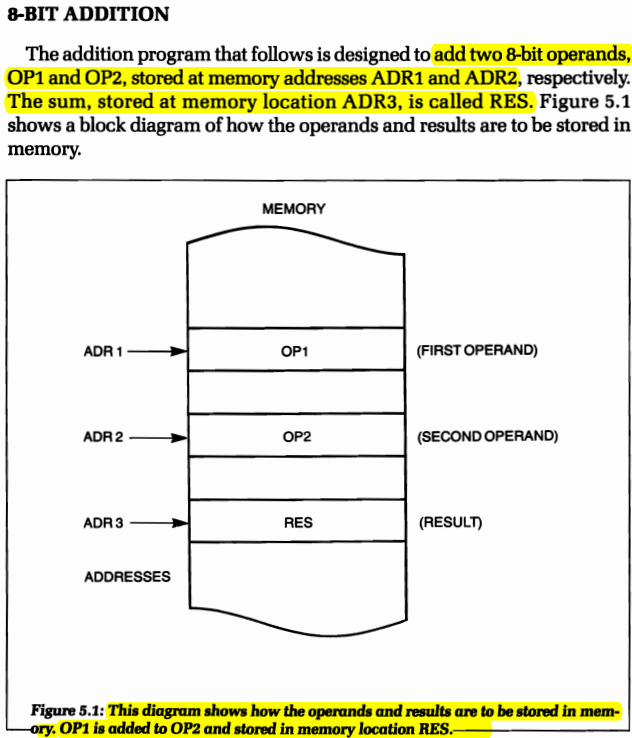 8-BIT ADDITION
The addition program that follows is designed to add two 8-bit operands,
OP1 and OP2, stored at memory addresses ADR1 and ADR2, respectively.
The sum, stored at memory location ADR3, is called RES. Figure 5.1
shows a block diagram of how the operands and results are to be stored in
memory.
MEMORY
ADR 1 OP1 (FIRST OPERAND)
ADR 2 OP2 (SECOND OPERAND)
ADR 3 RES (RESULT)
ADDRESSES
Figure 5.1: This diagram shows how the operands and results are to be stored in mem-
ory. OP1 is added to OP2 and stored in memory location RES.